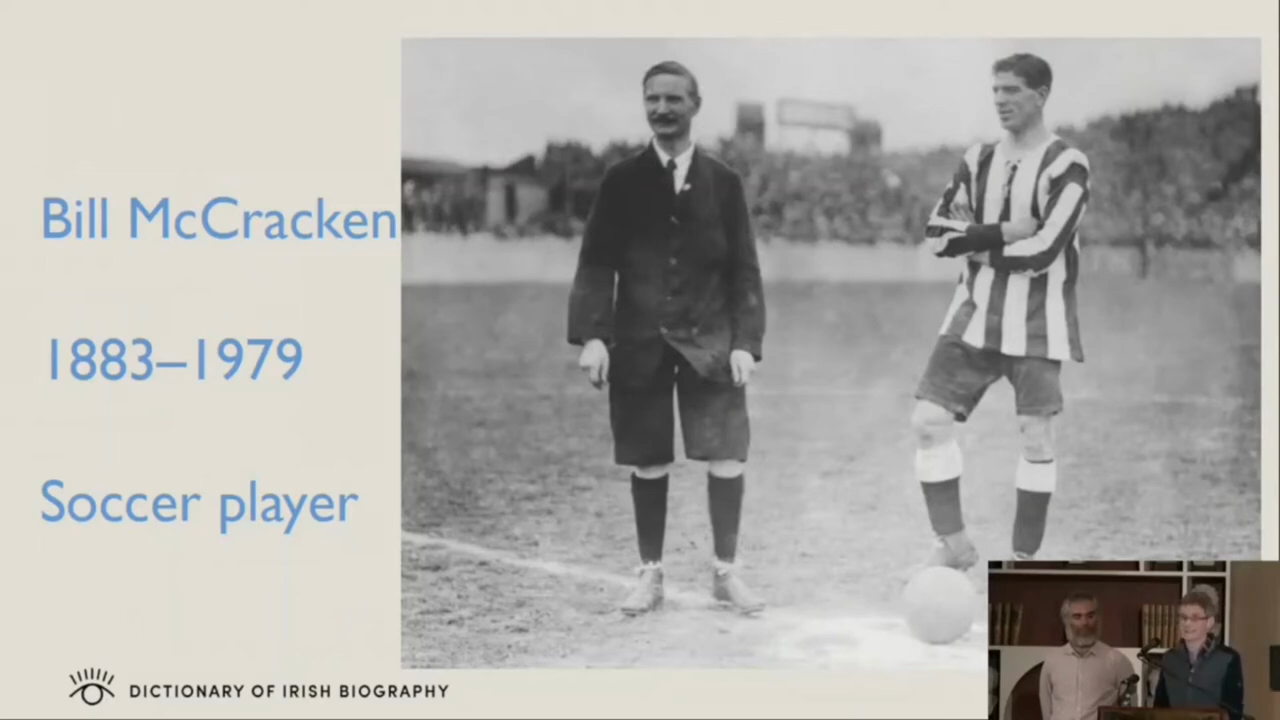 Bill McCracken
1883–1979
Soccer player
DICTIONARY OF IRISH BIOGRAPHY